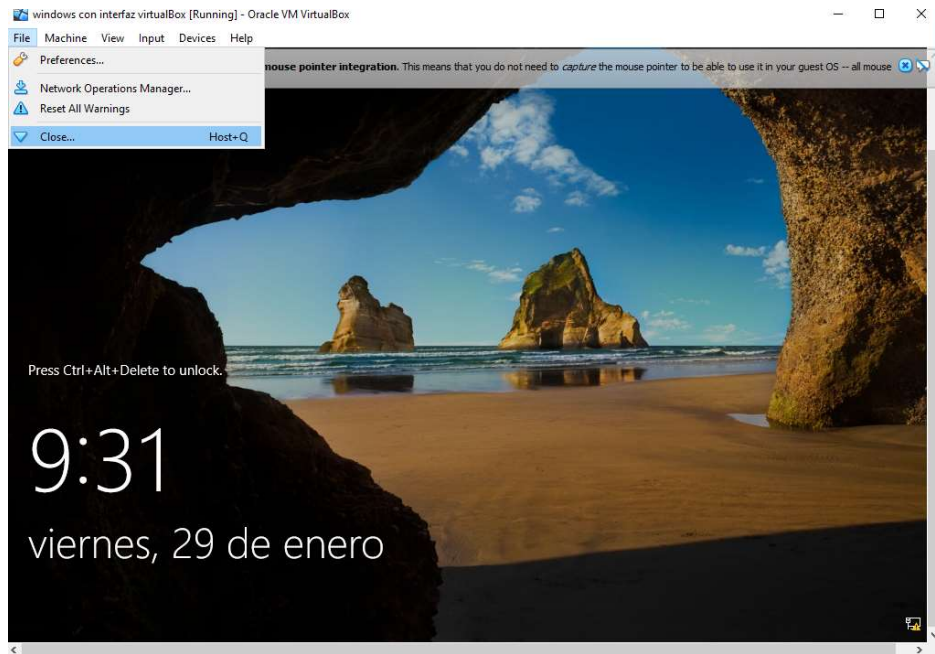 windows con interfaz virtualBox [Running] - Oracle VM VirtualBox
File Machine View Input Devices Help
Preferences...
mouse pointer integration. This means that you do not need to capture the mouse pointer to be able to use it in your guest OS -- all mouse
Network Operations Manager...
Reset All Warnings
Close... Host+Q
Press Ctrl+Alt+Delete to unlock.
9:31
viernes, 29 de enero